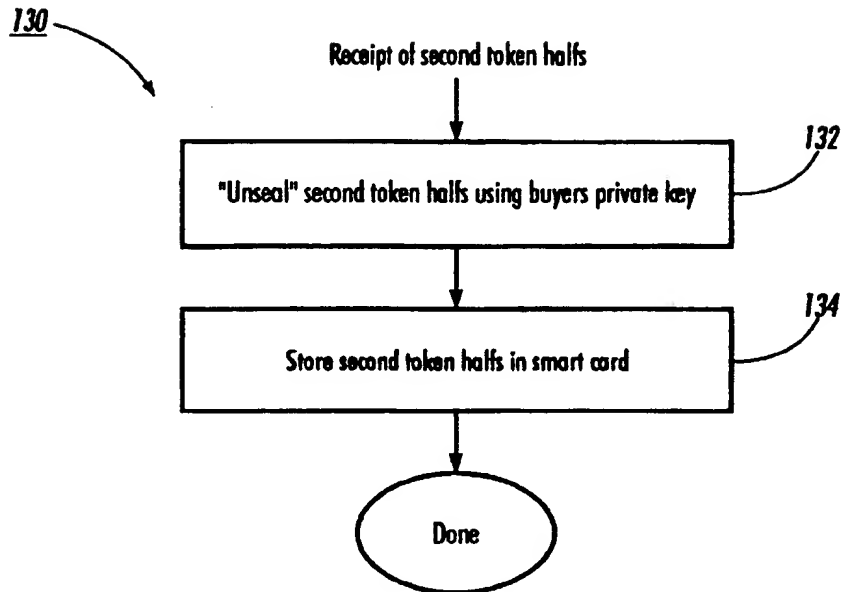 130
Receipt of second token halfs
132
"Unseal" second token halfs using buyers private key
134
Store second token halfs in smart card
Done